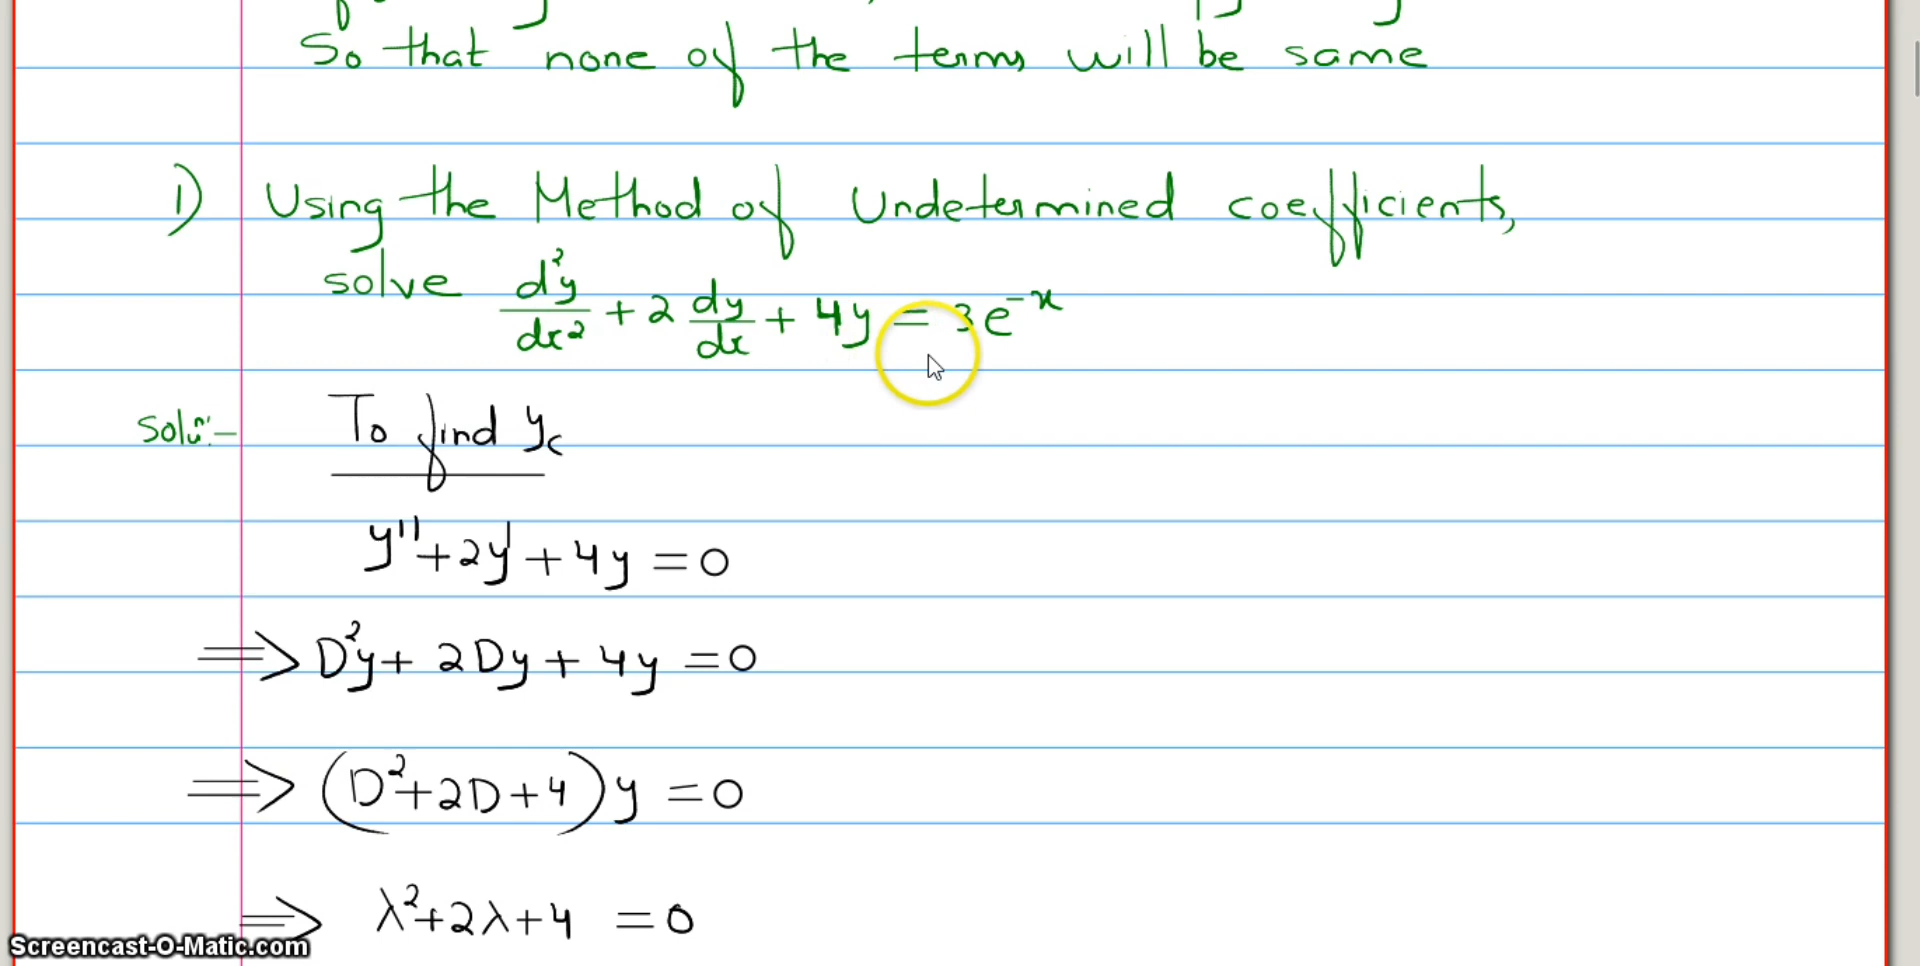 So that none of the terms will be same
1) Using the Method of Undetermined coefficients,
solve d²y/dx² + 2 dy/dx + 4y = 3e⁻ˣ
Solu:-
To find yc
y'' + 2y' + 4y = 0
⇒ D²y + 2Dy + 4y = 0
⇒ (D² + 2D + 4)y = 0
⇒ λ² + 2λ + 4 = 0
Screencast-O-Matic.com